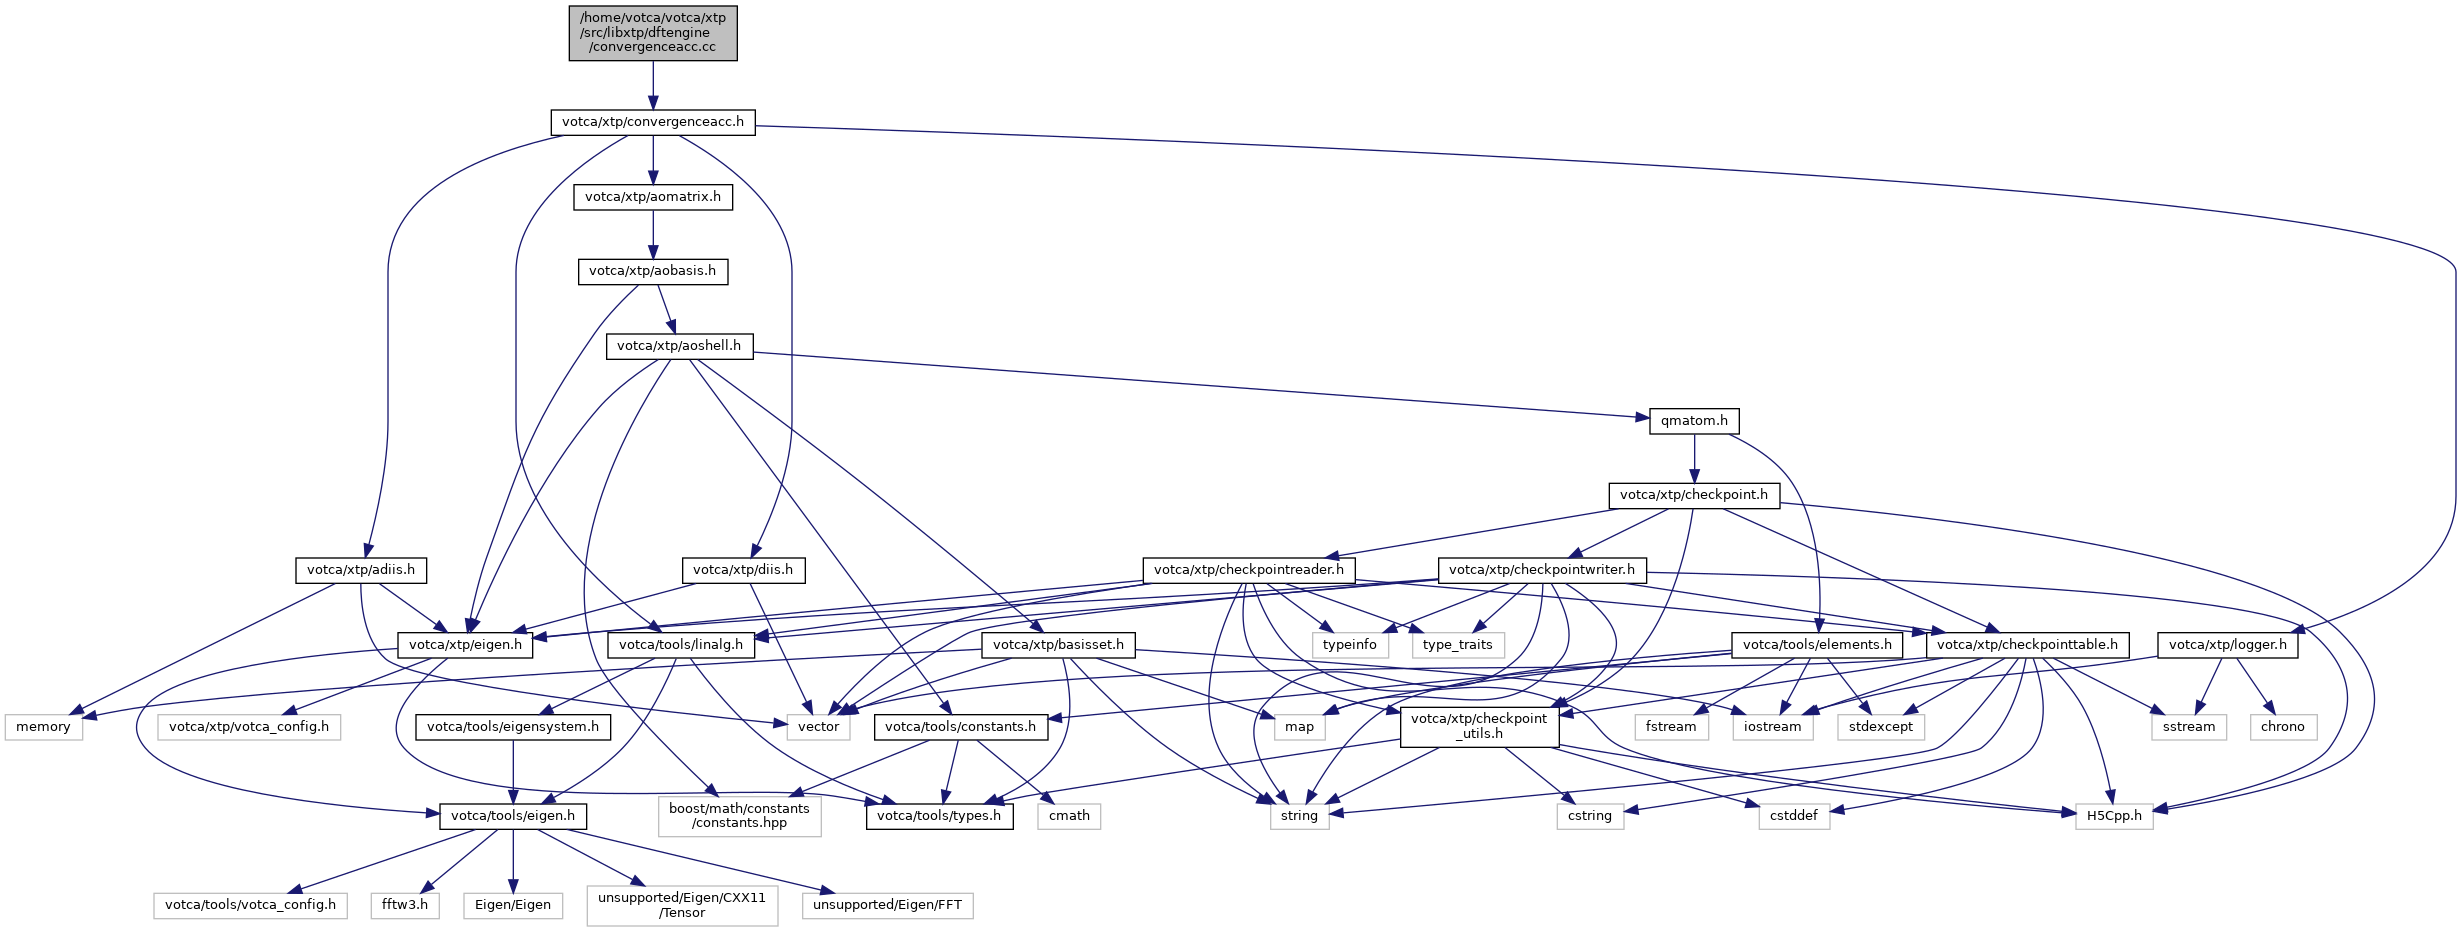 /home/votca/votca/xtp
/src/libxtp/dftengine
/convergenceacc.cc
votca/xtp/convergenceacc.h
votca/xtp/aomatrix.h
votca/xtp/aobasis.h
votca/xtp/aoshell.h
qmatom.h
votca/xtp/checkpoint.h
votca/xtp/adiis.h
votca/xtp/diis.h
votca/xtp/checkpointreader.h
votca/xtp/checkpointwriter.h
votca/xtp/eigen.h
votca/tools/linalg.h
votca/xtp/basisset.h
typeinfo
type_traits
votca/tools/elements.h
votca/xtp/checkpointtable.h
votca/xtp/logger.h
memory
votca/xtp/votca_config.h
votca/tools/eigensystem.h
vector
votca/tools/constants.h
map
votca/xtp/checkpoint
_utils.h
fstream
iostream
stdexcept
sstream
chrono
votca/tools/eigen.h
boost/math/constants
/constants.hpp
votca/tools/types.h
cmath
string
cstring
cstddef
H5Cpp.h
votca/tools/votca_config.h
fftw3.h
Eigen/Eigen
unsupported/Eigen/CXX11
/Tensor
unsupported/Eigen/FFT